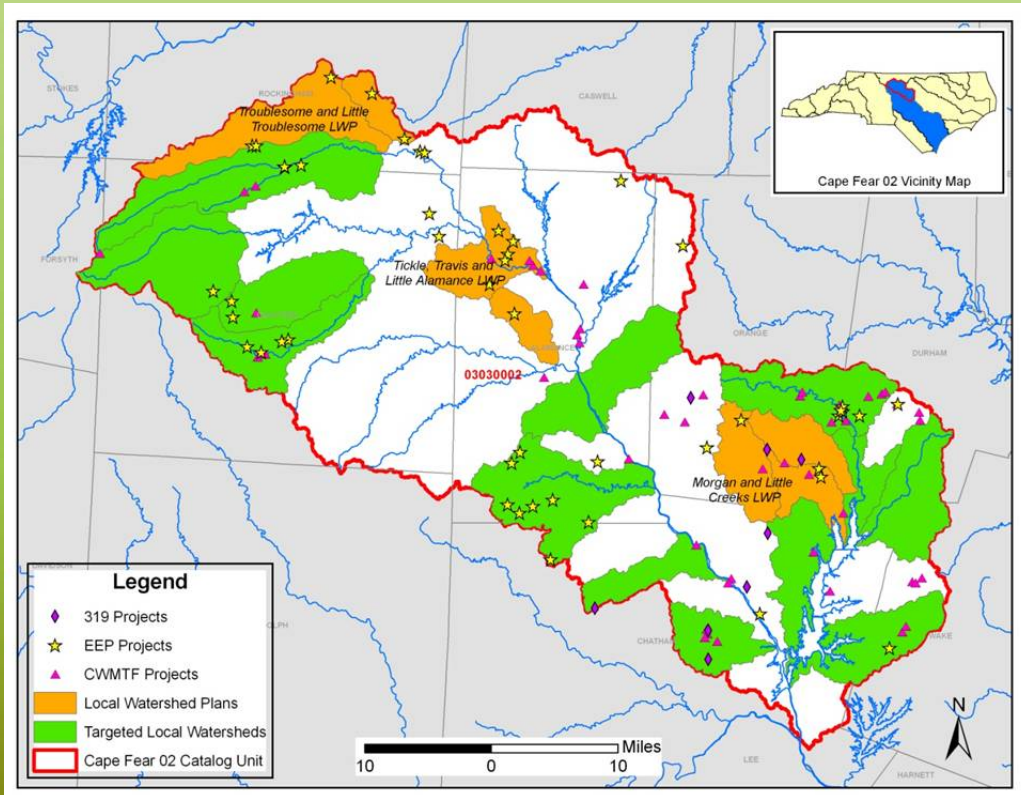 STOKES
ROCKINGHAM
CASWELL
Troublesome and Little
Troublesome LWP
Cape Fear 02 Vicinity Map
FORSYTH
Tickle, Travis and
Little Alamance LWP
ORANGE
DURHAM
03030002
Morgan and Little
Creeks LWP
CHATHAM
WAKE
LEE
HARNETT
Legend
319 Projects
EEP Projects
CWMTF Projects
Local Watershed Plans
Targeted Local Watersheds
Cape Fear 02 Catalog Unit
Miles
10
0
10
N